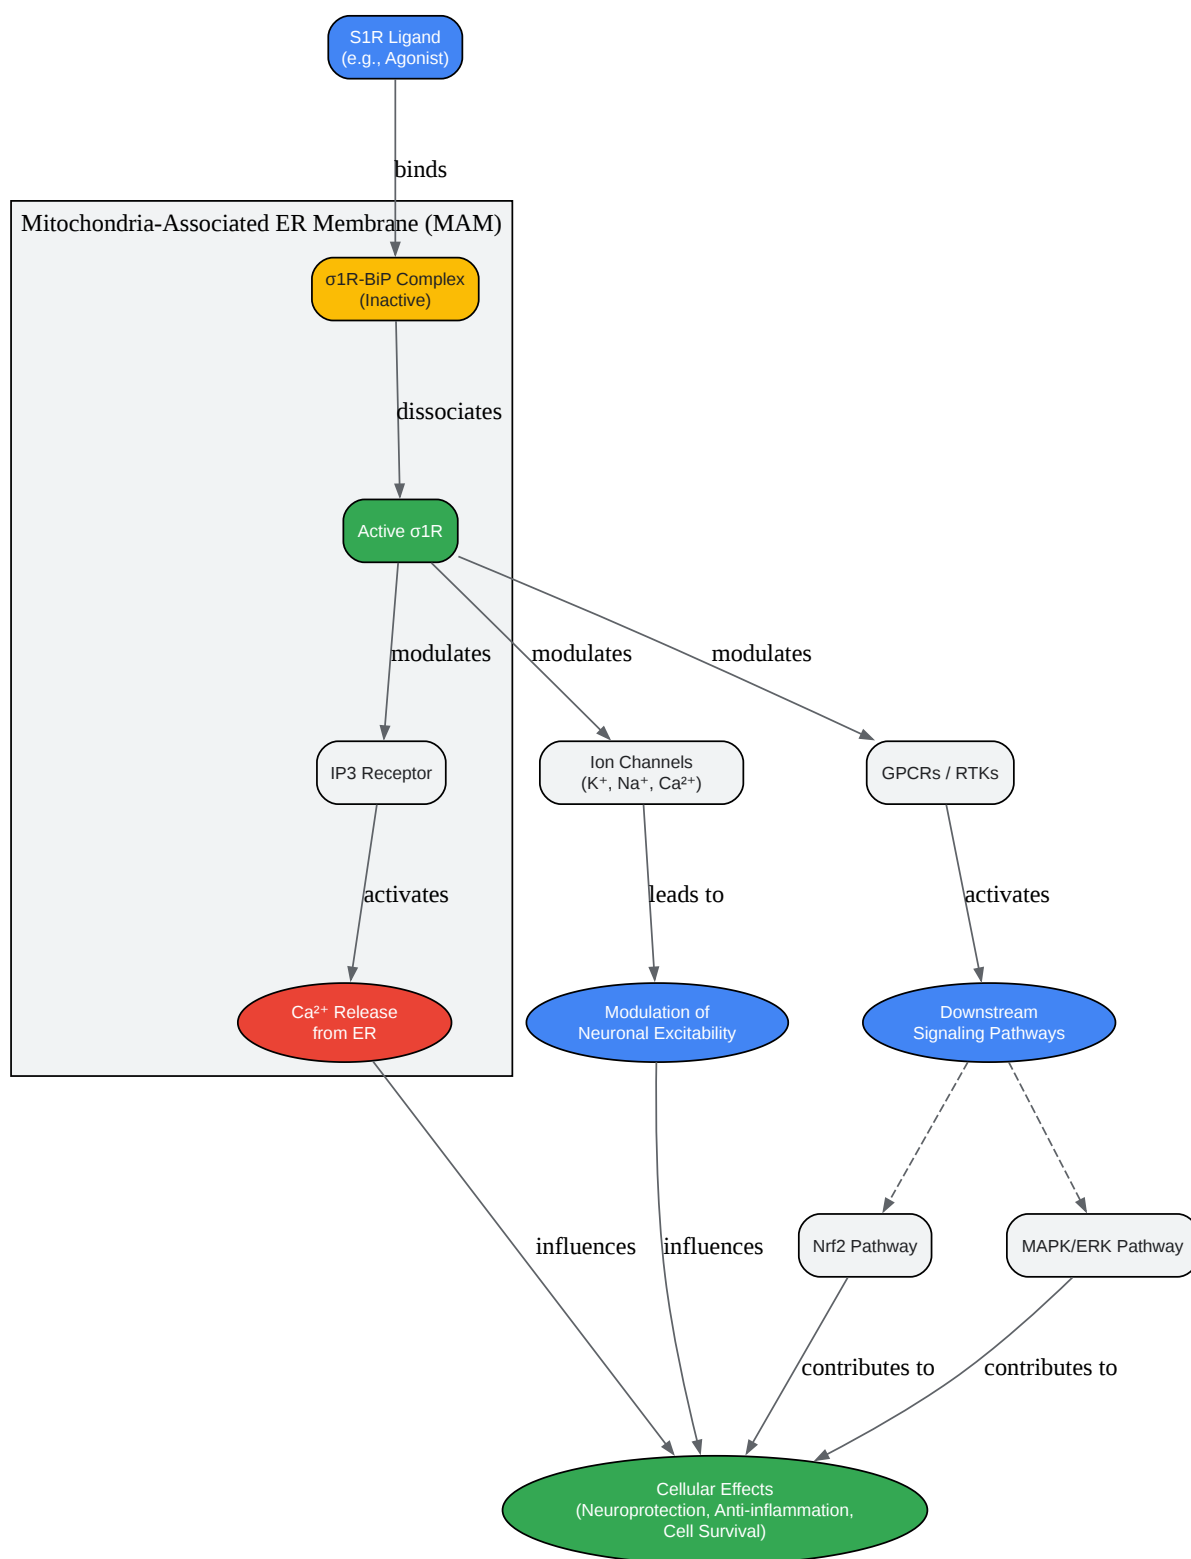 S1R Ligand
(e.g., Agonist)
binds
Mitochondria-Associated ER Membrane (MAM)
σ1R-BiP Complex
(Inactive)
dissociates
Active σ1R
modulates
modulates
modulates
IP3 Receptor
Ion Channels
(K⁺, Na⁺, Ca²⁺)
GPCRs / RTKs
activates
leads to
activates
Ca²⁺ Release
from ER
Modulation of
Neuronal Excitability
Downstream
Signaling Pathways
influences
influences
Nrf2 Pathway
MAPK/ERK Pathway
contributes to
contributes to
Cellular Effects
(Neuroprotection, Anti-inflammation,
Cell Survival)